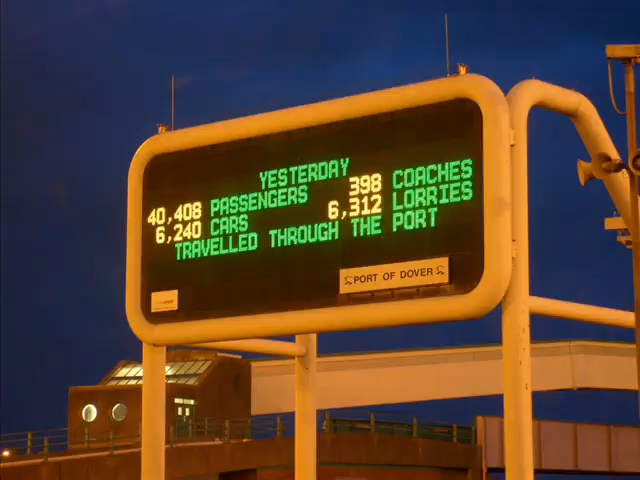 YESTERDAY
40,408 PASSENGERS 398 COACHES
6,240 CARS 6,312 LORRIES
TRAVELLED THROUGH THE PORT
PORT OF DOVER